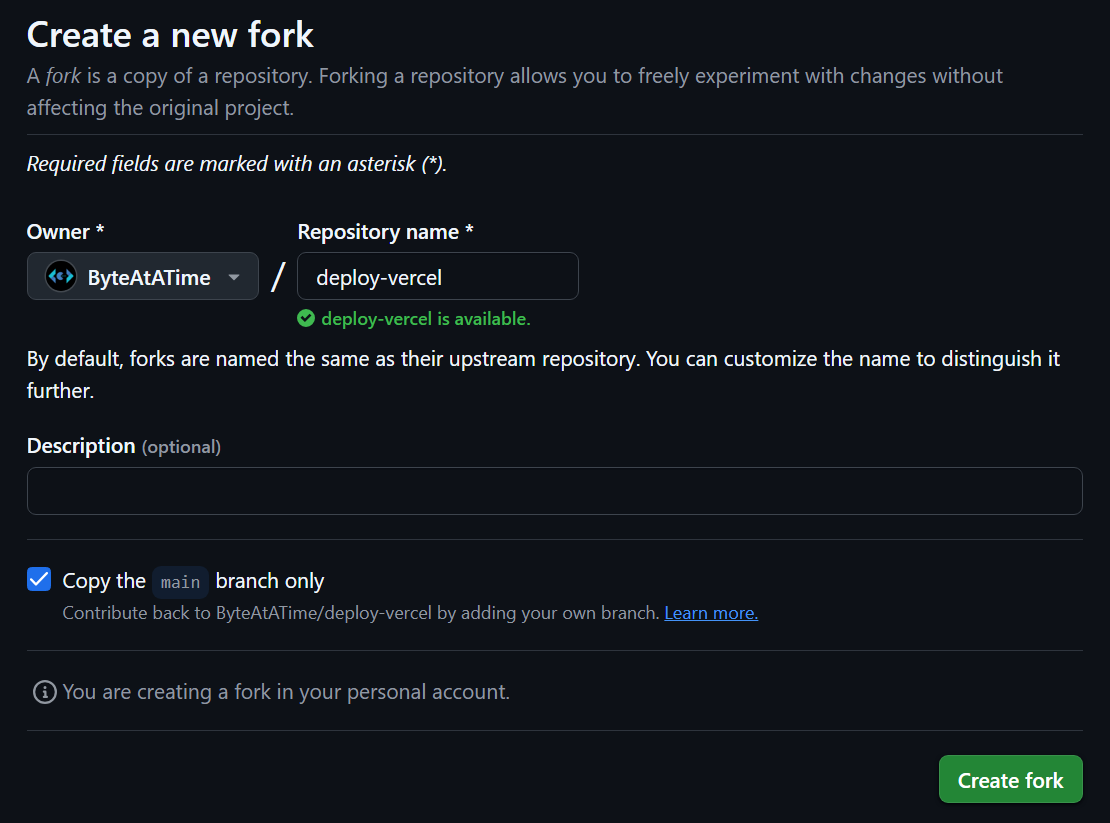 Create a new fork
A fork is a copy of a repository. Forking a repository allows you to freely experiment with changes without
affecting the original project.
Required fields are marked with an asterisk (*).
Owner *
Repository name *
ByteAtATime / deploy-vercel
deploy-vercel is available.
By default, forks are named the same as their upstream repository. You can customize the name to distinguish it
further.
Description (optional)
Copy the main branch only
Contribute back to ByteAtATime/deploy-vercel by adding your own branch. Learn more.
You are creating a fork in your personal account.
Create fork